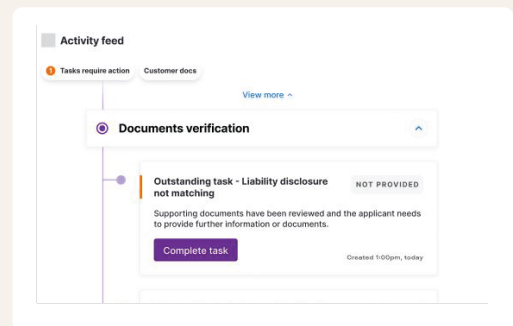 Activity feed
1 Tasks require action Customer docs
View more
Documents verification
Outstanding task - Liability disclosure
not matching
NOT PROVIDED
Supporting documents have been reviewed and the applicant needs
to provide further information or documents.
Complete task
Created 1:00pm, today